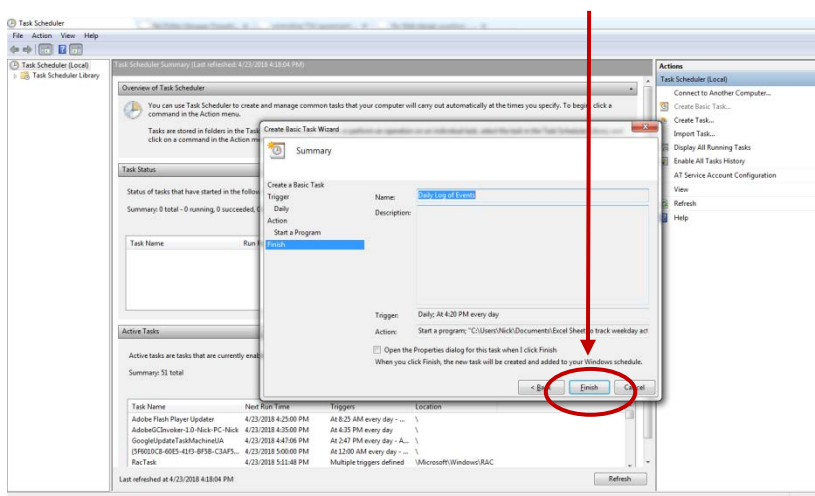 Task Scheduler
File Action View Help
Task Scheduler (Local)
Task Scheduler Library
Task Scheduler Summary (Last refreshed: 4/23/2018 4:18:04 PM)
Overview of Task Scheduler
You can use Task Scheduler to create and manage common tasks that your computer will carry out automatically at the times you specify. To begin, click a
command in the Action menu.
Tasks are stored in folders in the Task
click on a command in the Action me
Task Status
Status of tasks that have started in the follow
Summary: 0 total - 0 running, 0 succeeded, 0
Task Name Run
Active Tasks
Active tasks are tasks that are currently enab
Summary: 51 total
Task Name Next Run Time Triggers Location
Adobe Flash Player Updater 4/23/2018 4:25:00 PM At 8:25 AM every day - ... \
AdobeGCInvoker-1.0-Nick-PC-Nick 4/23/2018 4:35:00 PM At 4:35 PM every day \
GoogleUpdateTaskMachineUA 4/23/2018 4:47:06 PM At 2:47 PM every day - A... \
4/23/2018 5:00:00 PM At 12:00 AM every day - ... \
RacTask 4/23/2018 5:11:48 PM Multiple triggers defined \Microsoft\Windows\RAC
Last refreshed at 4/23/2018 4:18:04 PM
Refresh
Create Basic Task Wizard
Summary
Create a Basic Task
Trigger
Daily
Action
Start a Program
Finish
Name: Daily Log of Events
Description:
Trigger: Daily; At 4:20 PM every day
Action: Start a program; "C:\Users\Nick\Documents\Excel Sheet to track weekday act
Open the Properties dialog for this task when I click Finish
When you click Finish, the new task will be created and added to your Windows schedule.
< Back Finish Cancel
Actions
Task Scheduler (Local)
Connect to Another Computer...
Create Basic Task...
Create Task...
Import Task...
Display All Running Tasks
Enable All Tasks History
AT Service Account Configuration
View
Refresh
Help